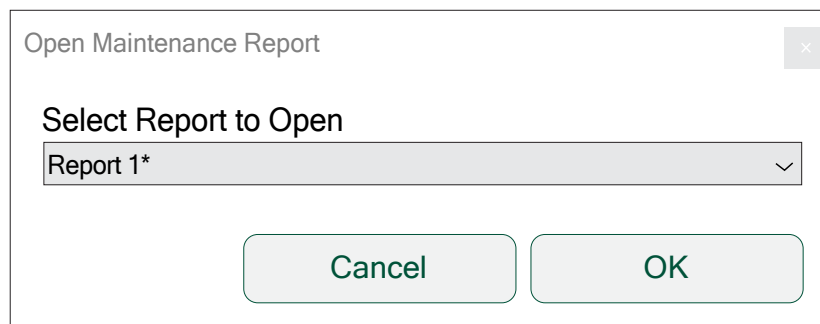 Open Maintenance Report
×
Select Report to Open
Report 1*
Cancel
OK